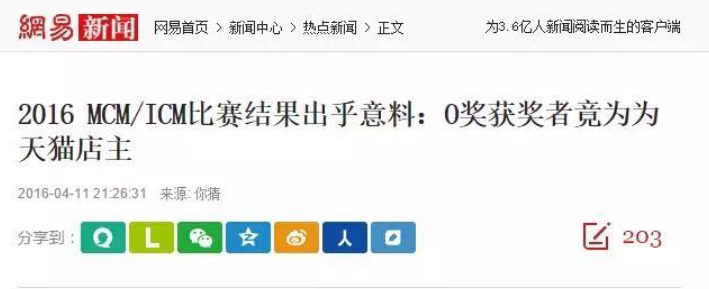 網易新闻 网易首页 > 新闻中心 > 热点新闻 > 正文 为3.6亿人新闻阅读而生的客户端
2016 MCM/ICM比赛结果出乎意料：O奖获奖者竟为为
天猫店主
2016-04-11 21:26:31 来源: 你猜
分享到： L 人 203